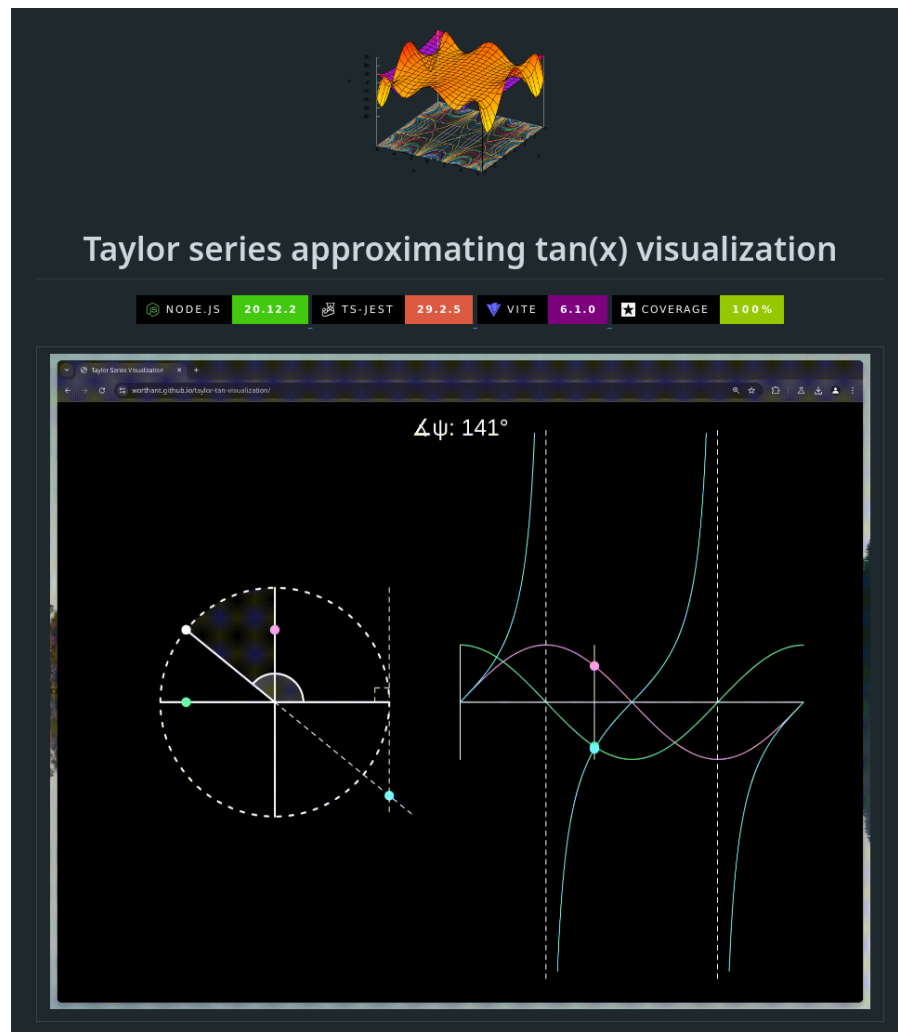 Taylor series approximating tan(x) visualization
NODE.JS 20.12.2 TS-JEST 29.2.5 VITE 6.1.0 COVERAGE 100%
Taylor Series Visualization
worthant.github.io/taylor-tan-visualization/
∡ψ: 141°